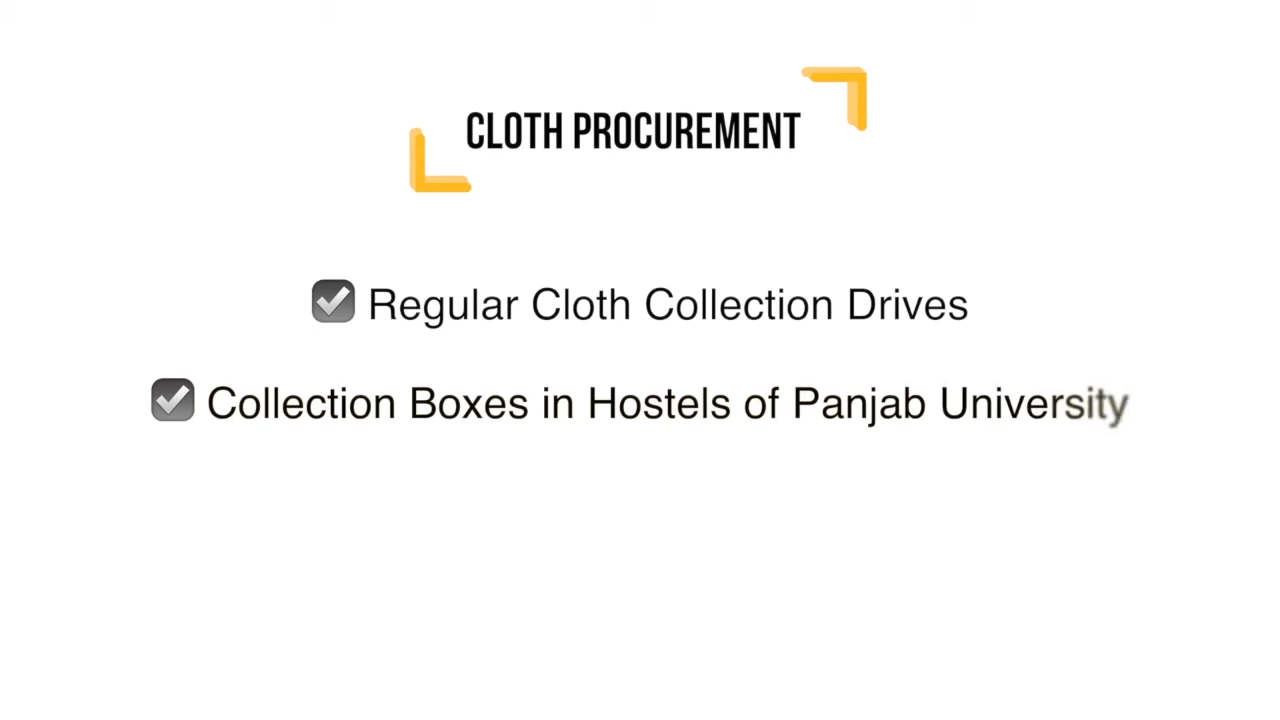 CLOTH PROCUREMENT
Regular Cloth Collection Drives
Collection Boxes in Hostels of Panjab University